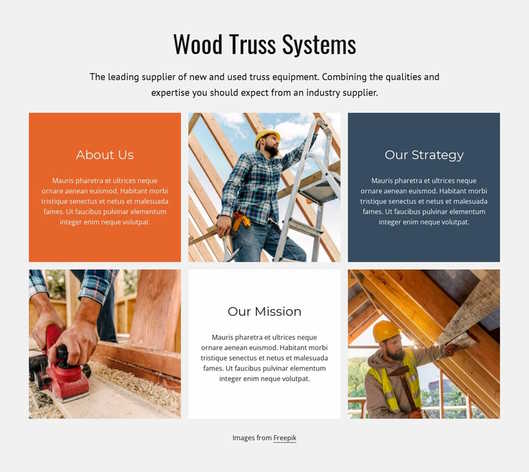 Wood Truss Systems
The leading supplier of new and used truss equipment. Combining the qualities and
expertise you should expect from an industry supplier.
About Us
Mauris pharetra et ultrices neque
ornare aenean euismod. Habitant morbi
tristique senectus et netus et malesuada
fames. Ut faucibus pulvinar elementum
integer enim neque volutpat.
Our Strategy
Mauris pharetra et ultrices neque
ornare aenean euismod. Habitant morbi
tristique senectus et netus et malesuada
fames. Ut faucibus pulvinar elementum
integer enim neque volutpat.
Our Mission
Mauris pharetra et ultrices neque
ornare aenean euismod. Habitant morbi
tristique senectus et netus et malesuada
fames. Ut faucibus pulvinar elementum
integer enim neque volutpat.
Images from Freepik